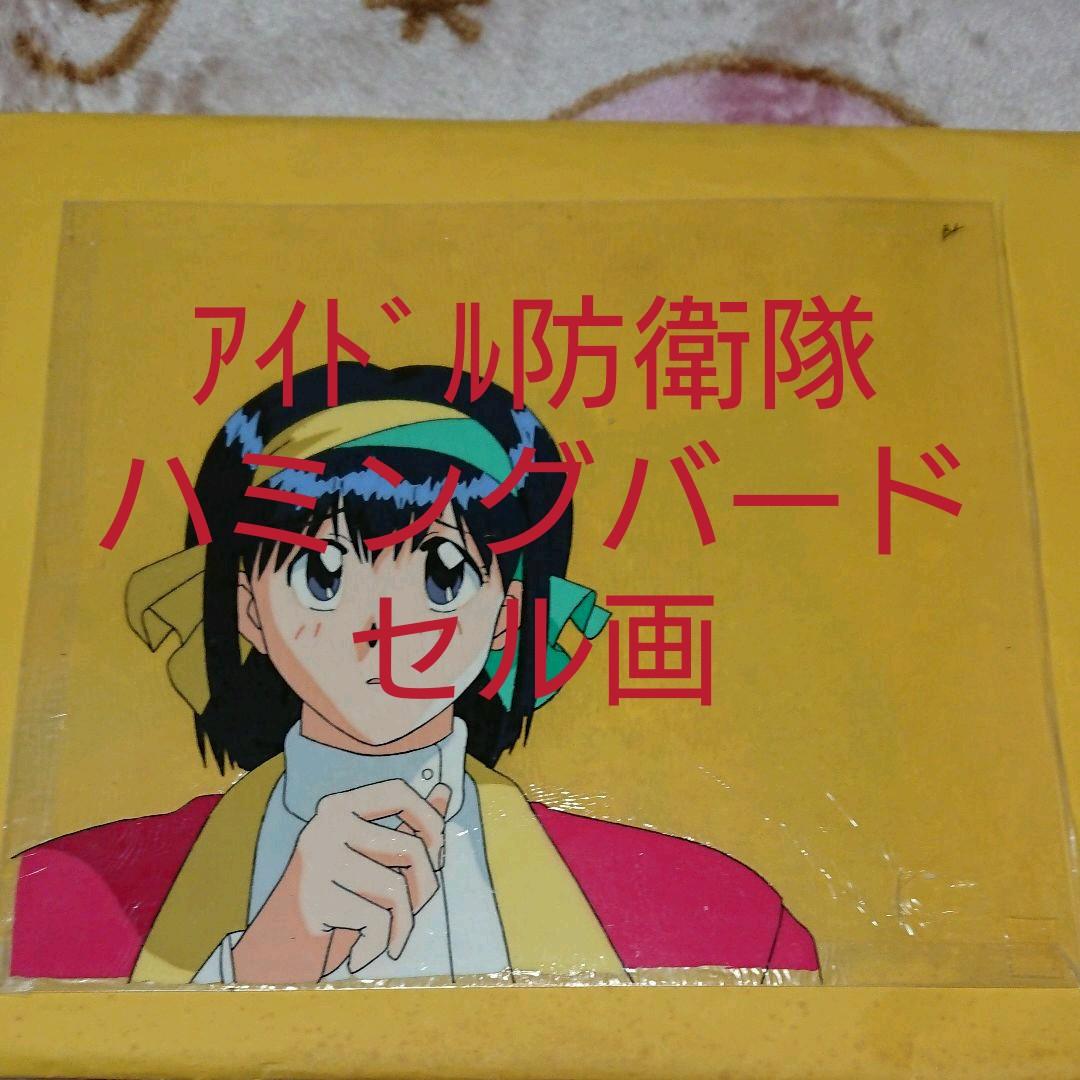 ｱｲﾄﾞﾙ防衛隊
ハミングバード
セル画